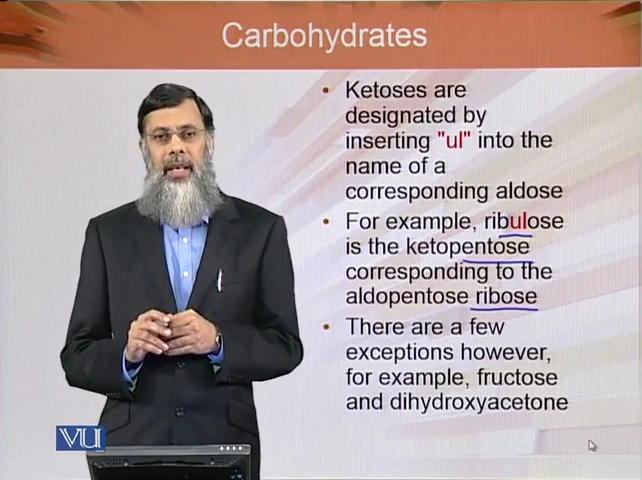 Carbohydrates
• Ketoses are
designated by
inserting "ul" into the
name of a
corresponding aldose
• For example, ribulose
is the ketopentose
corresponding to the
aldopentose ribose
• There are a few
exceptions however,
for example, fructose
and dihydroxyacetone
VU